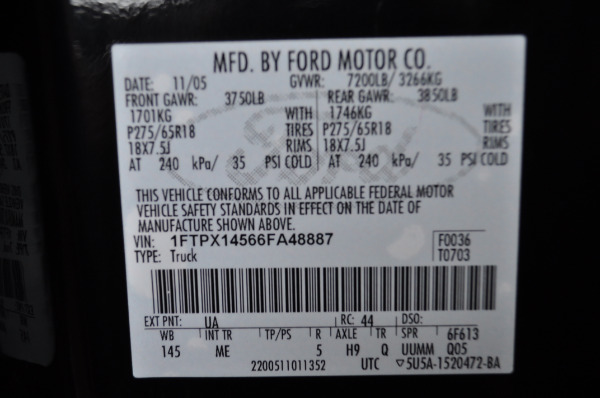 MFD. BY FORD MOTOR CO.
DATE: 11/05 GVWR: 7200LB/ 3266KG
FRONT GAWR: 3750LB REAR GAWR: 3850LB
1701KG WITH 1746KG WITH
P275/65R18 TIRES P275/65R18 TIRES
18X7.5J RIMS 18X7.5J RIMS
AT 240 kPa/ 35 PSI COLD AT 240 kPa/ 35 PSI COLD
THIS VEHICLE CONFORMS TO ALL APPLICABLE FEDERAL MOTOR
VEHICLE SAFETY STANDARDS IN EFFECT ON THE DATE OF
MANUFACTURE SHOWN ABOVE.
VIN: 1FTPX14566FA48887 F0036
TYPE: Truck T0703
EXT PNT: UA RC: 44 DSO:
WB INT TR TP/PS R AXLE TR SPR 6F613
145 ME 5 H9 Q UUMM Q05
2200511011352 UTC 5U5A-1520472-BA